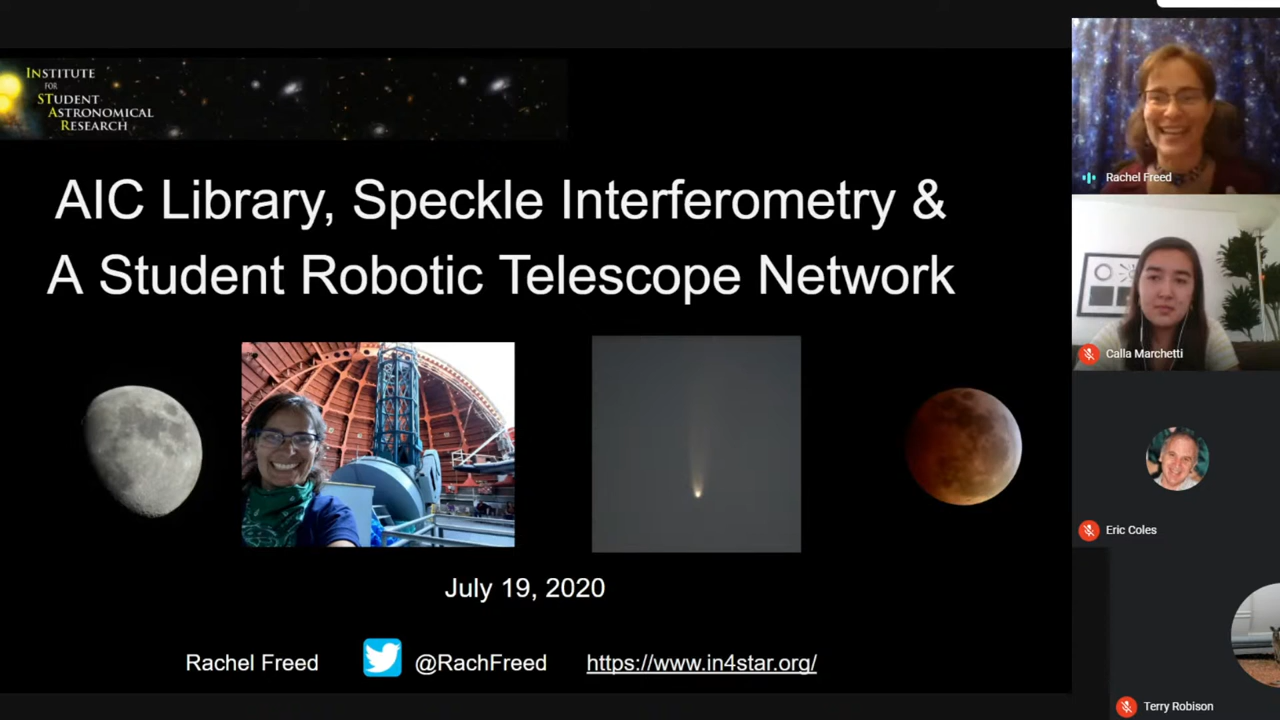 INSTITUTE
FOR
STUDENT
ASTRONOMICAL
RESEARCH
AIC Library, Speckle Interferometry &
A Student Robotic Telescope Network
July 19, 2020
Rachel Freed
@RachFreed
https://www.in4star.org/
Rachel Freed
Calla Marchetti
Eric Coles
Terry Robison